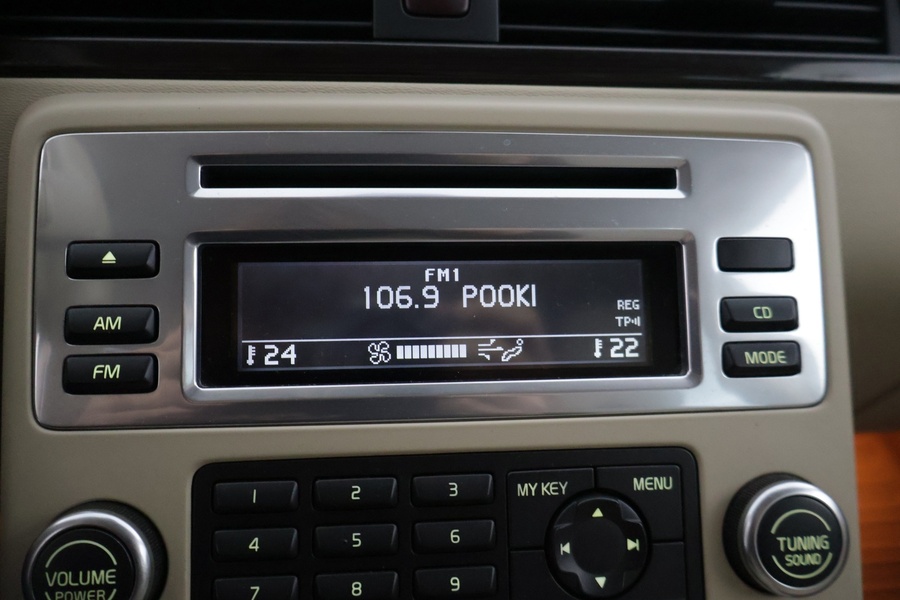 FM1
106.9 POOKI
REG
TP
24
22
AM
FM
CD
MODE
1 2 3
4 5 6
7 8 9
MY KEY
MENU
VOLUME
POWER
TUNING
SOUND